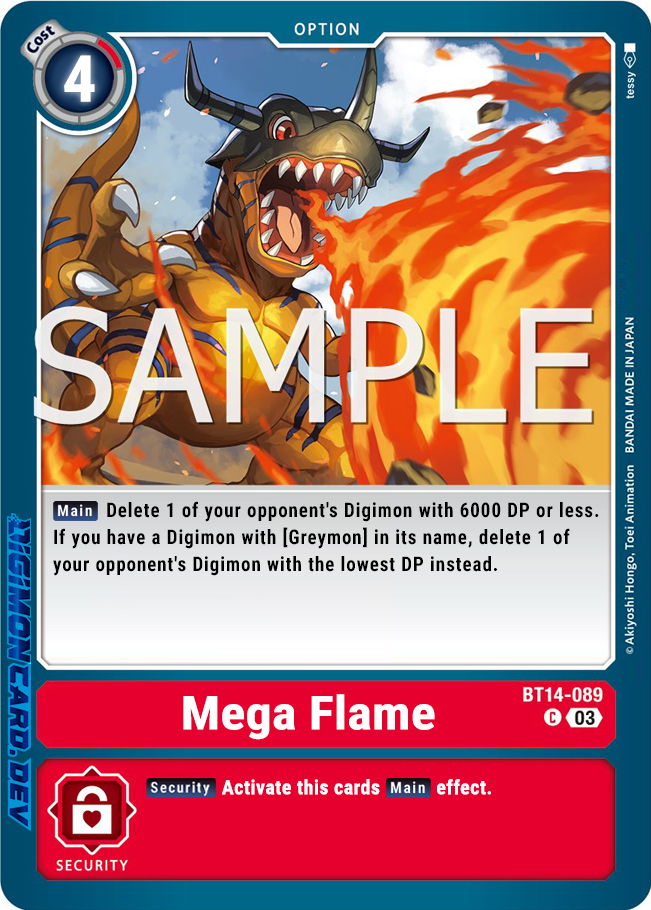 OPTION
Cost
4
tessy
SAMPLE
Main Delete 1 of your opponent's Digimon with 6000 DP or less.
If you have a Digimon with [Greymon] in its name, delete 1 of
your opponent's Digimon with the lowest DP instead.
© Akiyoshi Hongo, Toei Animation BANDAI MADE IN JAPAN
DIGIMONCARD.DEV
BT14-089
Mega Flame
C 03
Security Activate this cards Main effect.
SECURITY